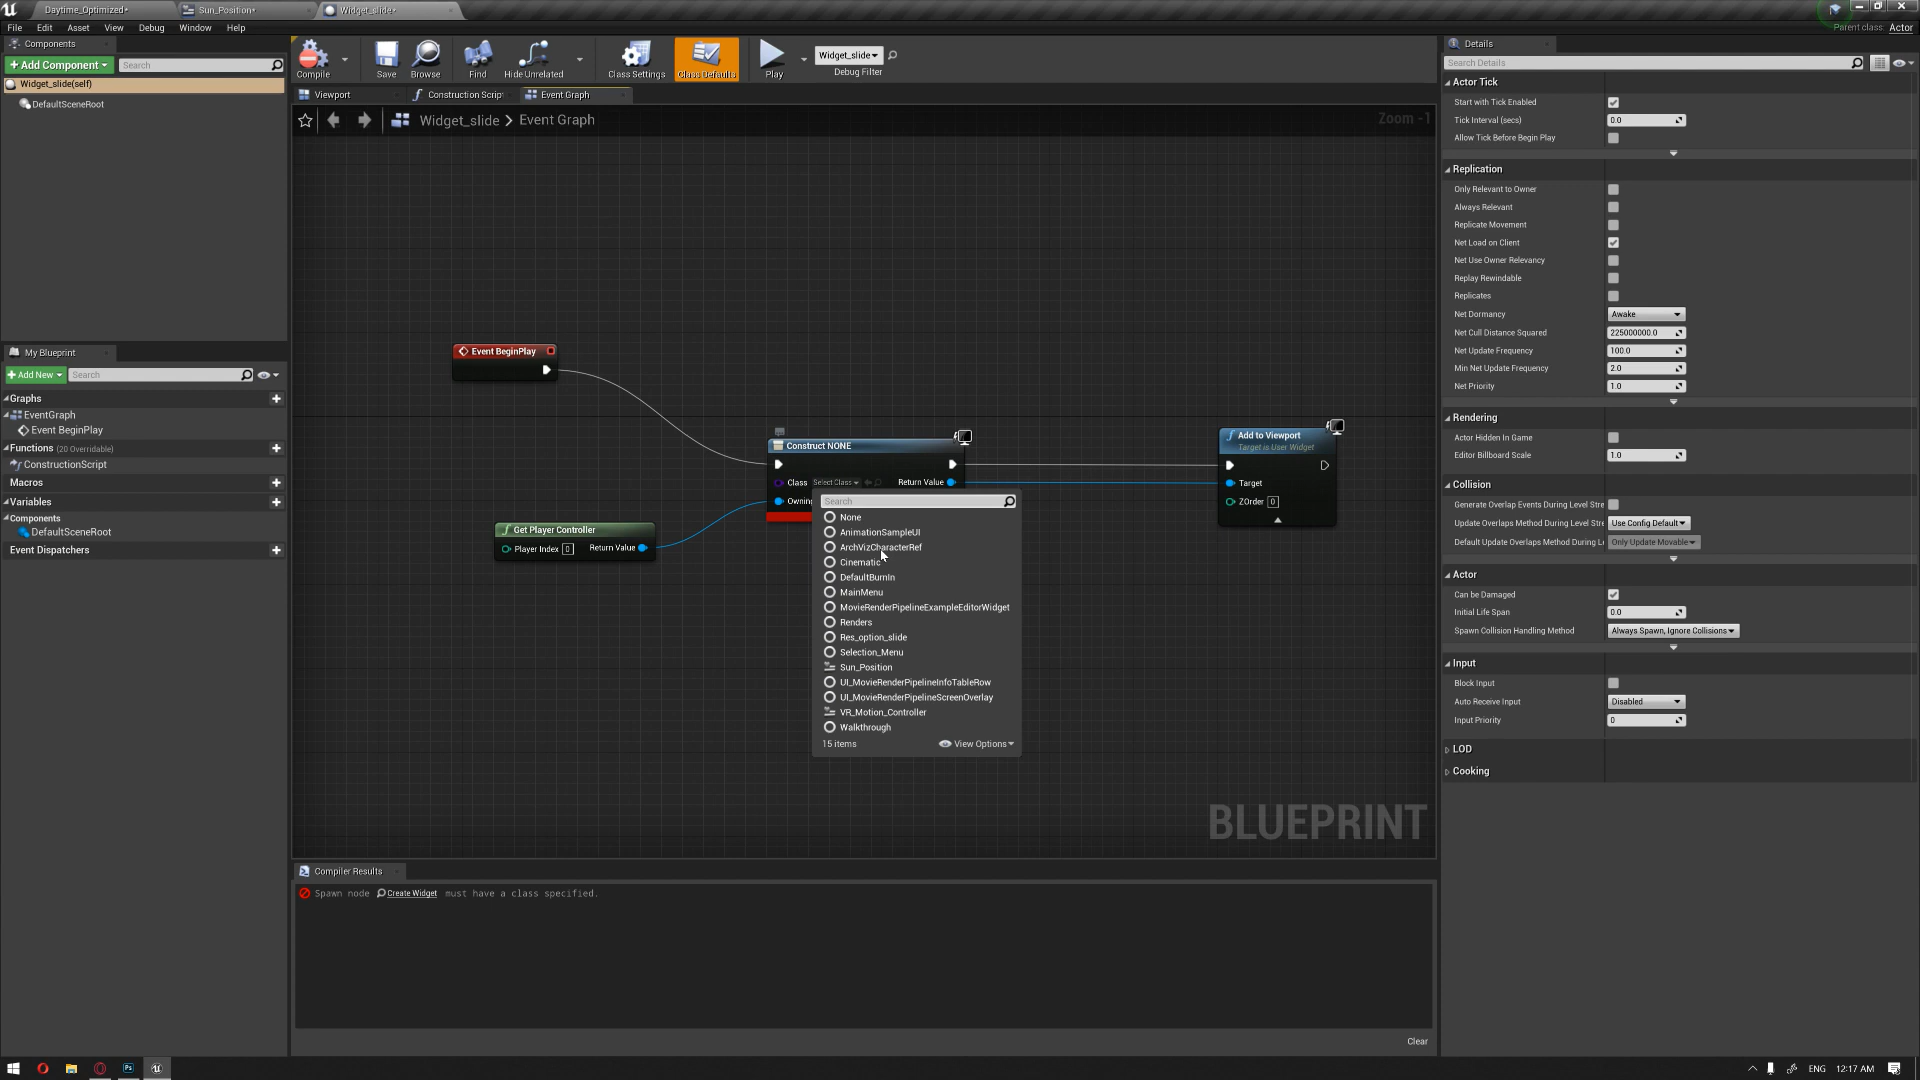 Daytime_Optimized*
Sun_Position*
Widget_slide*
File Edit Asset View Debug Window Help
Parent class: Actor
Components
+ Add Component
Search
Widget_slide(self)
DefaultSceneRoot
My Blueprint
+ Add New
Search
Graphs
EventGraph
Event BeginPlay
Functions (20 Overridable)
ConstructionScript
Macros
Variables
Components
DefaultSceneRoot
Event Dispatchers
Compile
Save
Browse
Find
Hide Unrelated
Class Settings
Class Defaults
Play
Widget_slide
Debug Filter
Viewport
Construction Scrip
Event Graph
Widget_slide > Event Graph
Zoom -1
Event BeginPlay
Get Player Controller
Player Index 0
Return Value
Construct NONE
Class Select Class
Return Value
Owning
Add to Viewport
Target is User Widget
Target
ZOrder 0
Search
None
AnimationSampleUI
ArchVizCharacterRef
Cinematic
DefaultBurnIn
MainMenu
MovieRenderPipelineExampleEditorWidget
Renders
Res_option_slide
Selection_Menu
Sun_Position
UI_MovieRenderPipelineInfoTableRow
UI_MovieRenderPipelineScreenOverlay
VR_Motion_Controller
Walkthrough
15 items
View Options
BLUEPRINT
Compiler Results
Spawn node Create Widget must have a class specified.
Clear
Details
Search Details
Actor Tick
Start with Tick Enabled
Tick Interval (secs) 0.0
Allow Tick Before Begin Play
Replication
Only Relevant to Owner
Always Relevant
Replicate Movement
Net Load on Client
Net Use Owner Relevancy
Replay Rewindable
Replicates
Net Dormancy Awake
Net Cull Distance Squared 225000000.0
Net Update Frequency 100.0
Min Net Update Frequency 2.0
Net Priority 1.0
Rendering
Actor Hidden In Game
Editor Billboard Scale 1.0
Collision
Generate Overlap Events During Level Stre
Update Overlaps Method During Level Stre Use Config Default
Default Update Overlaps Method During L Only Update Movable
Actor
Can be Damaged
Initial Life Span 0.0
Spawn Collision Handling Method Always Spawn, Ignore Collisions
Input
Block Input
Auto Receive Input Disabled
Input Priority 0
LOD
Cooking
ENG 12:17 AM